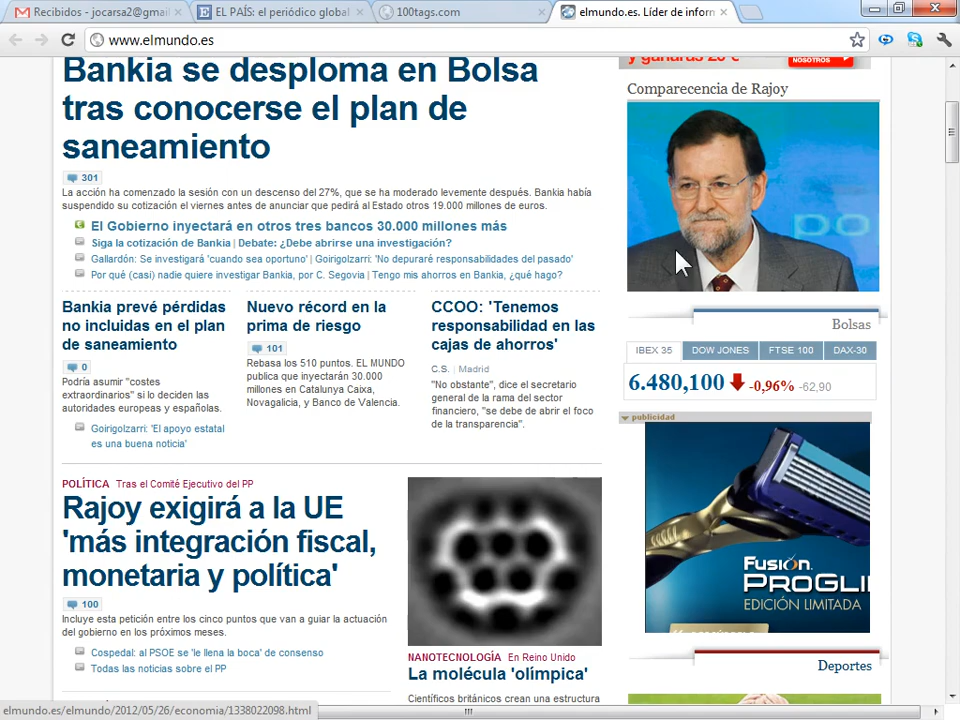 Recibidos - jocarsa2@gmai
EL PAÍS: el periódico global
100tags.com
elmundo.es. Líder de inform
www.elmundo.es
Bankia se desploma en Bolsa
tras conocerse el plan de
saneamiento
301
La acción ha comenzado la sesión con un descenso del 27%, que se ha moderado levemente después. Bankia había
suspendido su cotización el viernes antes de anunciar que pedirá al Estado otros 19.000 millones de euros.
El Gobierno inyectará en otros tres bancos 30.000 millones más
Siga la cotización de Bankia | Debate: ¿Debe abrirse una investigación?
Gallardón: Se investigará 'cuando sea oportuno' | Goirigolzarri: 'No depuraré responsabilidades del pasado'
Por qué (casi) nadie quiere investigar Bankia, por C. Segovia | Tengo mis ahorros en Bankia, ¿qué hago?
Bankia prevé pérdidas
no incluidas en el plan
de saneamiento
0
Podría asumir "costes
extraordinarios" si lo deciden las
autoridades europeas y españolas.
Goirigolzarri: 'El apoyo estatal
es una buena noticia'
Nuevo récord en la
prima de riesgo
101
Rebasa los 510 puntos. EL MUNDO
publica que inyectarán 30.000
millones en Catalunya Caixa,
Novagalicia, y Banco de Valencia.
CCOO: 'Tenemos
responsabilidad en las
cajas de ahorros'
C.S. | Madrid
"No obstante", dice el secretario
general de la rama del sector
financiero, "se debe de abrir el foco
de la transparencia".
POLÍTICA Tras el Comité Ejecutivo del PP
Rajoy exigirá a la UE
'más integración fiscal,
monetaria y política'
100
Incluye esta petición entre los cinco puntos que van a guiar la actuación
del gobierno en los próximos meses.
Cospedal: al PSOE se 'le llena la boca' de consenso
Todas las noticias sobre el PP
NANOTECNOLOGÍA En Reino Unido
La molécula 'olímpica'
Científicos británicos crean una estructura
y ganarás 20 €
NOSOTROS
Comparecencia de Rajoy
po
Bolsas
IBEX 35
DOW JONES
FTSE 100
DAX-30
6.480,100 -0,96% -62,90
publicidad
Fusion
PROGLI
EDICIÓN LIMITADA
Deportes
elmundo.es/elmundo/2012/05/26/economia/1338022098.html